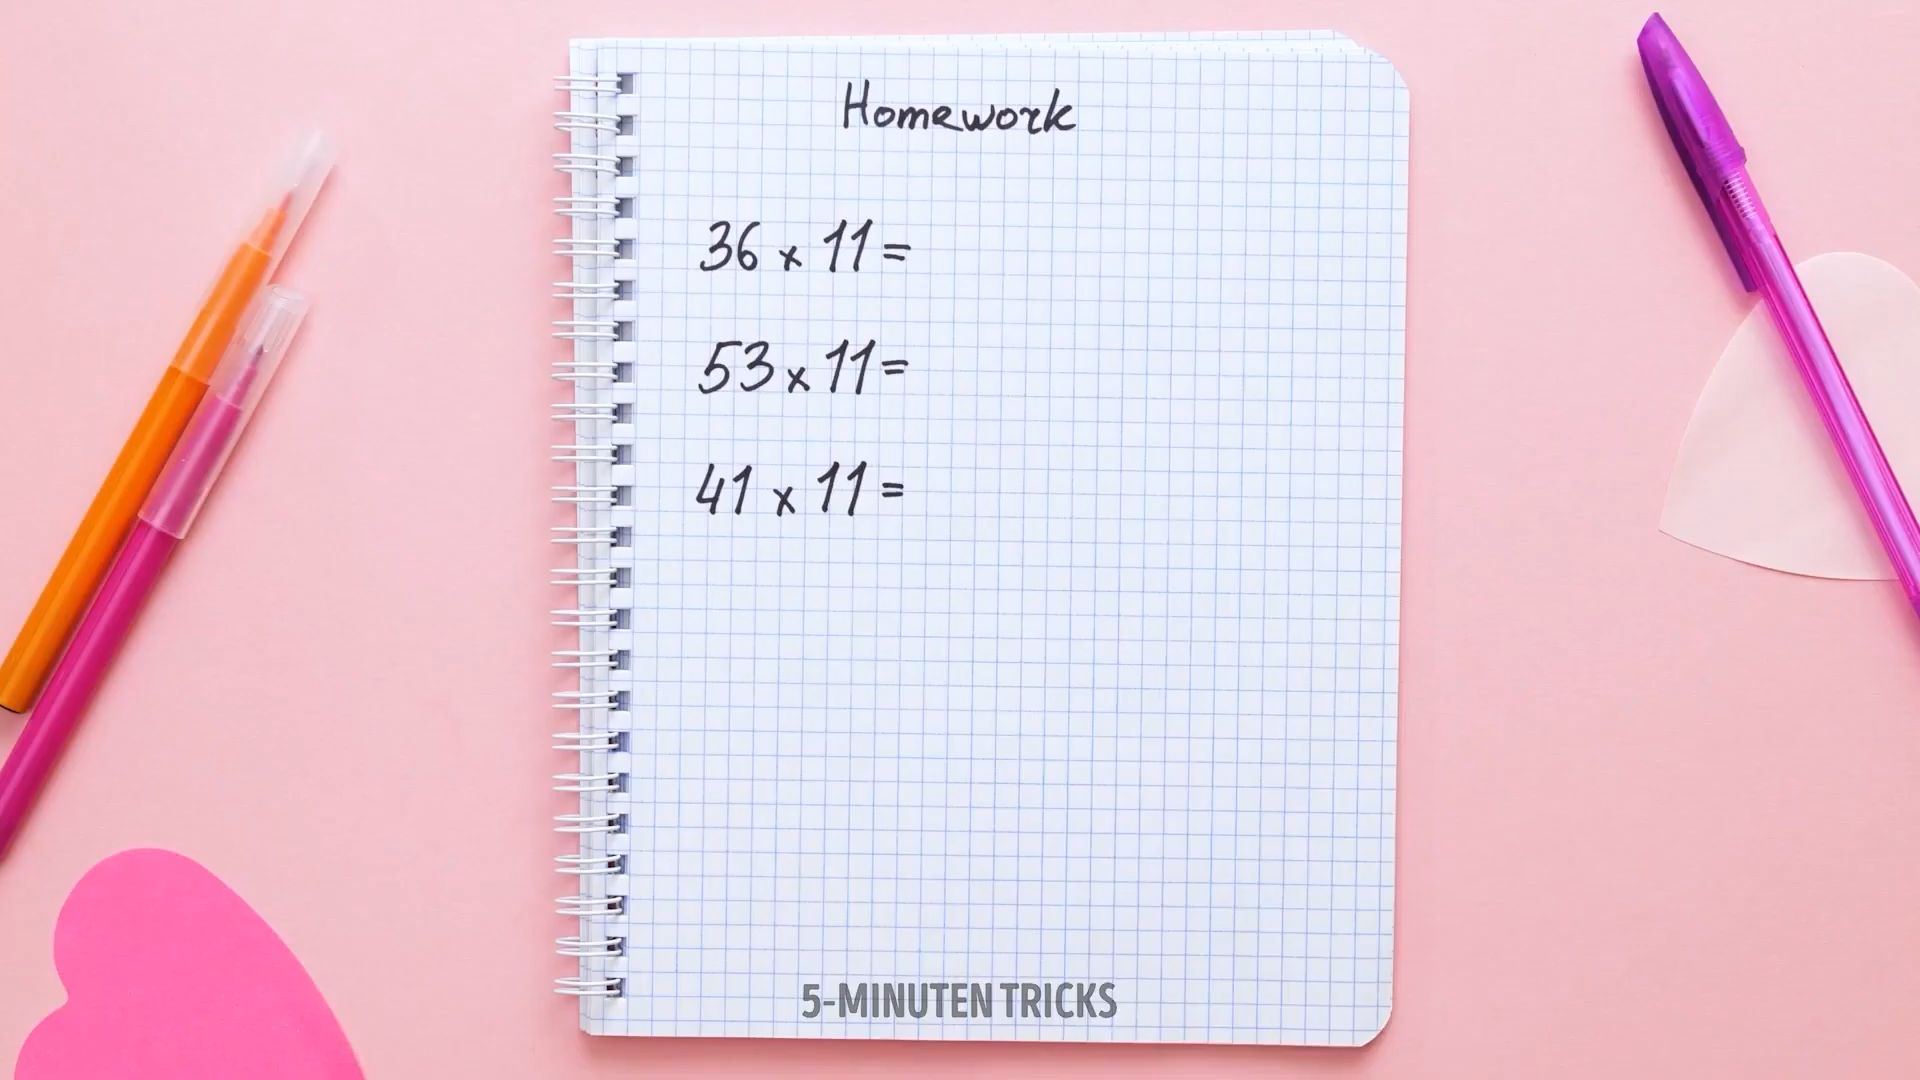 Homework
36 x 11 =
53 x 11 =
41 x 11 =
5-MINUTEN TRICKS